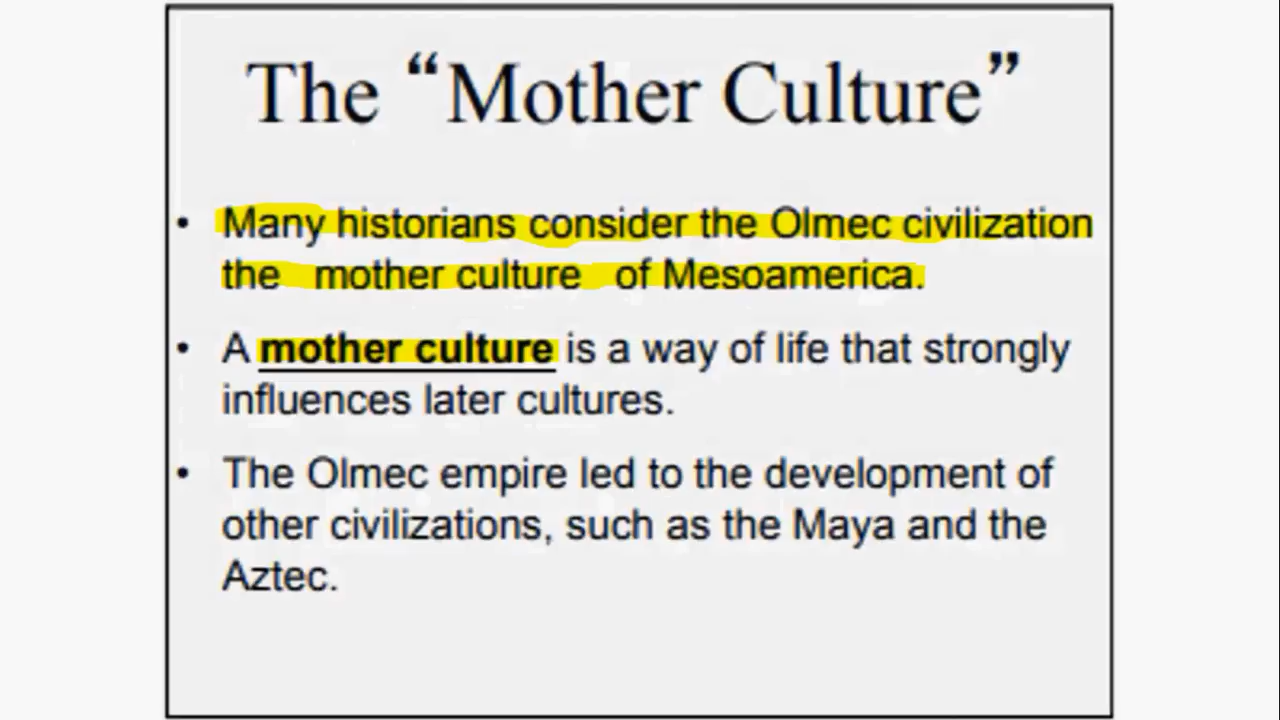 The “Mother Culture”
• Many historians consider the Olmec civilization
the mother culture of Mesoamerica.
• A mother culture is a way of life that strongly
influences later cultures.
• The Olmec empire led to the development of
other civilizations, such as the Maya and the
Aztec.